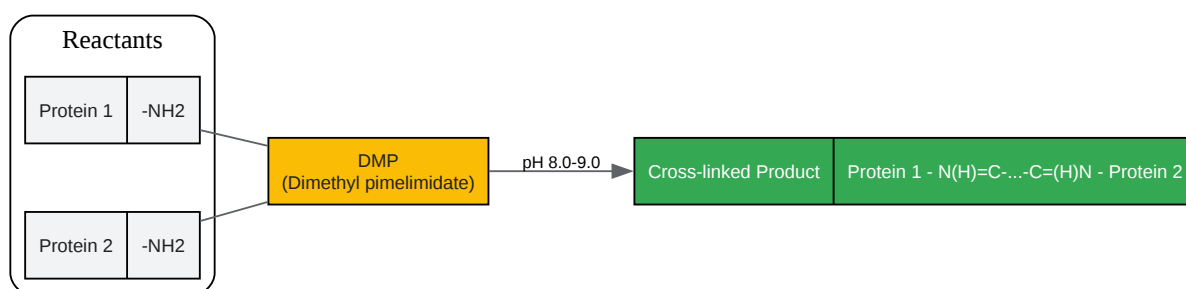 Reactants
Protein 1
-NH2
DMP
(Dimethyl pimelimidate)
pH 8.0-9.0
Cross-linked Product
Protein 1 - N(H)=C-...-C=(H)N - Protein 2
Protein 2
-NH2